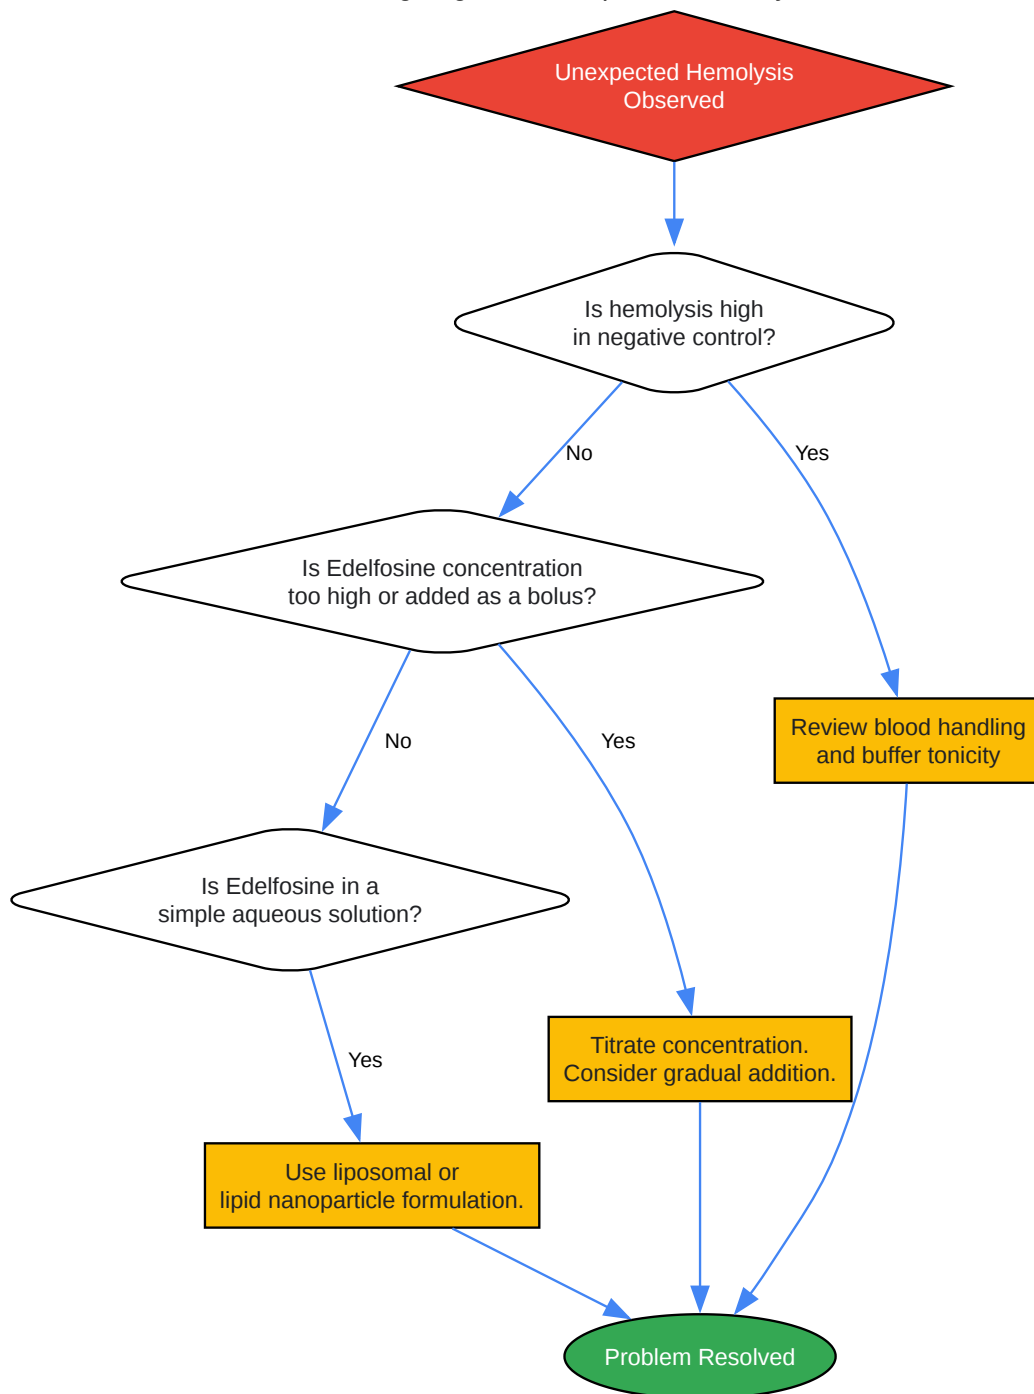 Unexpected Hemolysis
Observed
Is hemolysis high
in negative control?
No
Yes
Is Edelfosine concentration
too high or added as a bolus?
No
Yes
Review blood handling
and buffer tonicity
Is Edelfosine in a
simple aqueous solution?
Yes
Titrate concentration.
Consider gradual addition.
Use liposomal or
lipid nanoparticle formulation.
Problem Resolved